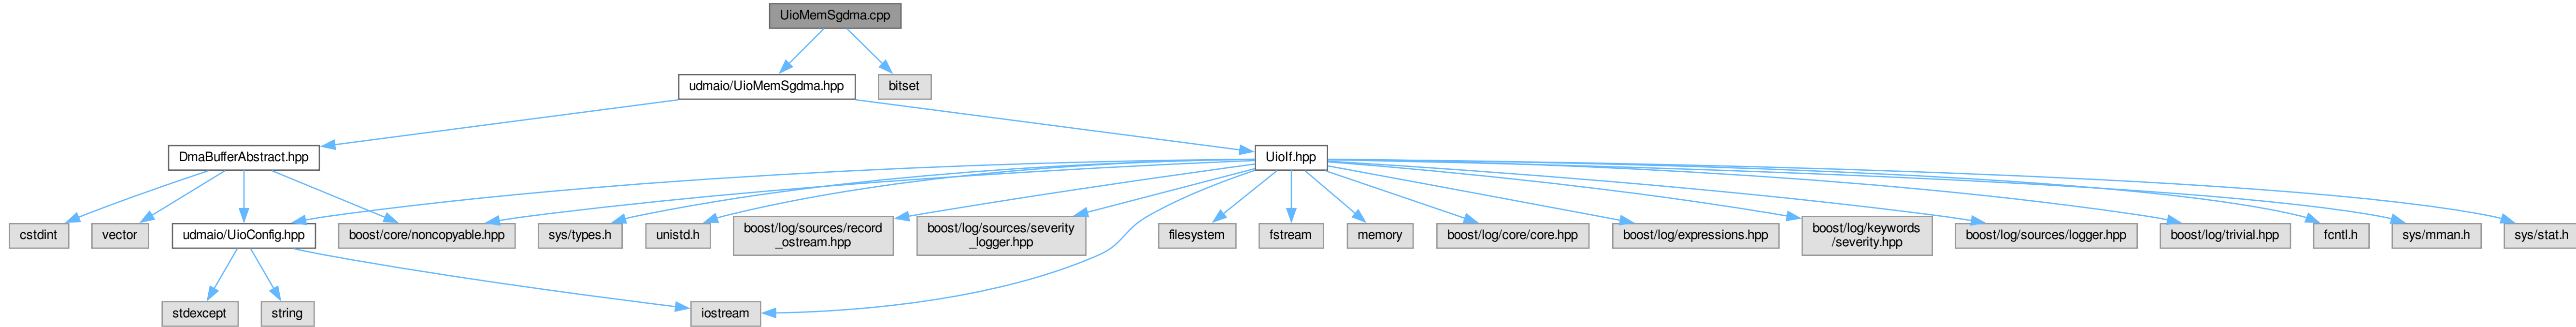 UioMemSgdma.cpp
udmaio/UioMemSgdma.hpp
bitset
DmaBufferAbstract.hpp
UioIf.hpp
cstdint
vector
udmaio/UioConfig.hpp
boost/core/noncopyable.hpp
sys/types.h
unistd.h
boost/log/sources/record
_ostream.hpp
boost/log/sources/severity
_logger.hpp
filesystem
fstream
memory
boost/log/core/core.hpp
boost/log/expressions.hpp
boost/log/keywords
/severity.hpp
boost/log/sources/logger.hpp
boost/log/trivial.hpp
fcntl.h
sys/mman.h
sys/stat.h
stdexcept
string
iostream